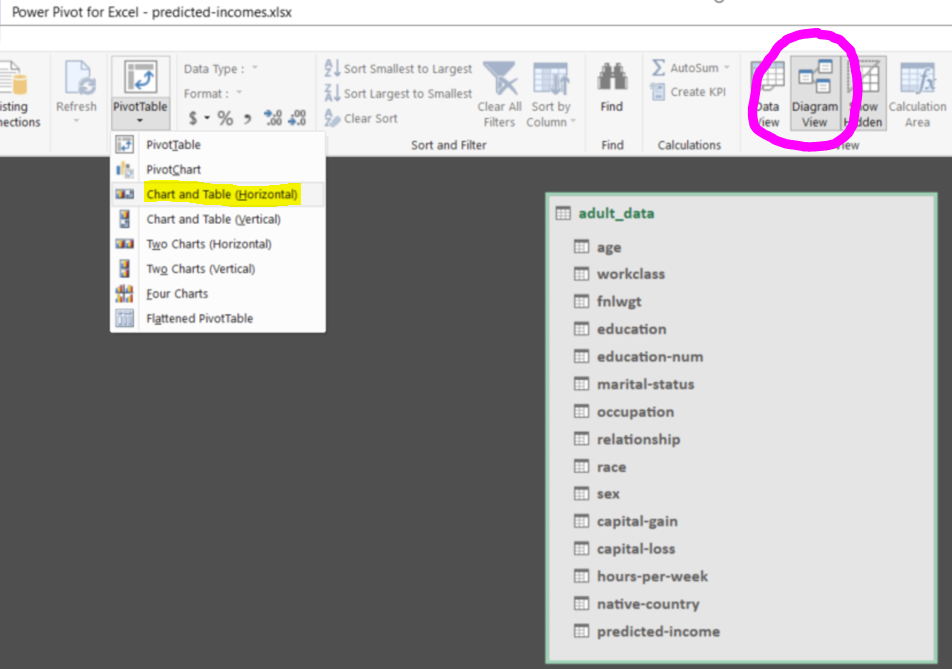 Power Pivot for Excel - predicted-incomes.xlsx
isting
nections
Refresh
PivotTable
Data Type :
Format :
$ % ,
.00
.00
Sort Smallest to Largest
Sort Largest to Smallest
Clear Sort
Clear All
Filters
Sort by
Column
Sort and Filter
Find
Find
AutoSum
Create KPI
Calculations
Data
View
Diagram
View
Show
Hidden
Calculation
Area
View
PivotTable
PivotChart
Chart and Table (Horizontal)
Chart and Table (Vertical)
Two Charts (Horizontal)
Two Charts (Vertical)
Four Charts
Flattened PivotTable
adult_data
age
workclass
fnlwgt
education
education-num
marital-status
occupation
relationship
race
sex
capital-gain
capital-loss
hours-per-week
native-country
predicted-income